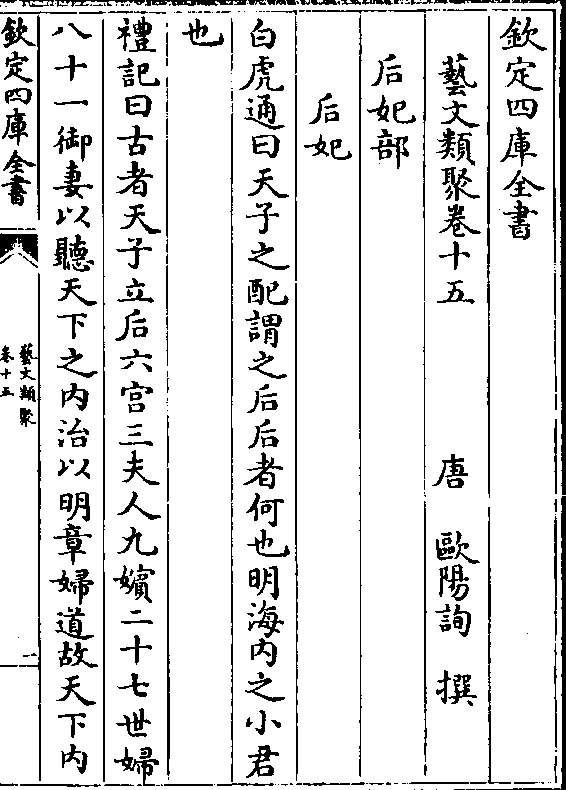 欽定四庫全書
藝文類聚卷十五　唐　歐陽詢　撰
后妃部
后妃
白虎通曰天子之配謂之后后者何也明海內之小君
也
禮記曰古者天子立后六宫三夫人九嬪二十七世婦
八十一御妻以聽天下之內治以明章婦道故天下內
欽定四庫全書
藝文類聚
卷十五
一